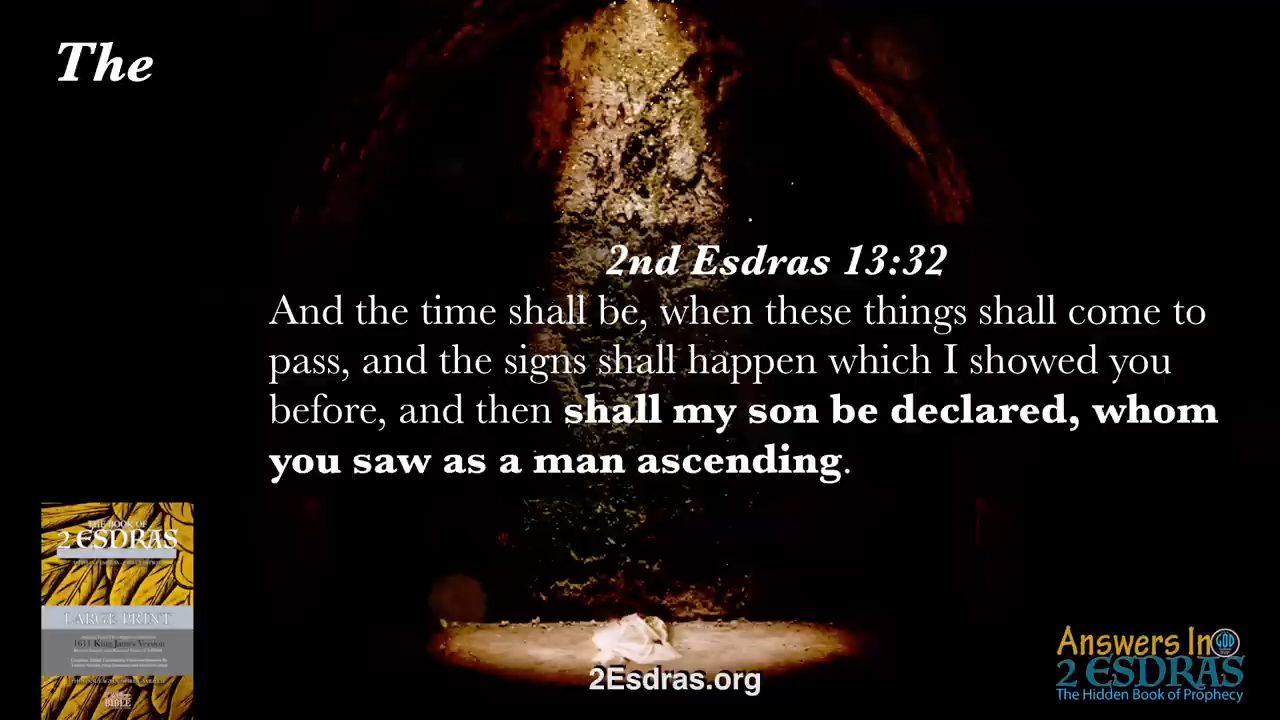 The
2nd Esdras 13:32
And the time shall be, when these things shall come to
pass, and the signs shall happen which I showed you
before, and then shall my son be declared, whom
you saw as a man ascending.
THE BOOK OF
2 ESDRAS
LARGE PRINT
1611 King James Version
BIBLE
2Esdras.org
Answers In
GOD
2 ESDRAS
The Hidden Book of Prophecy